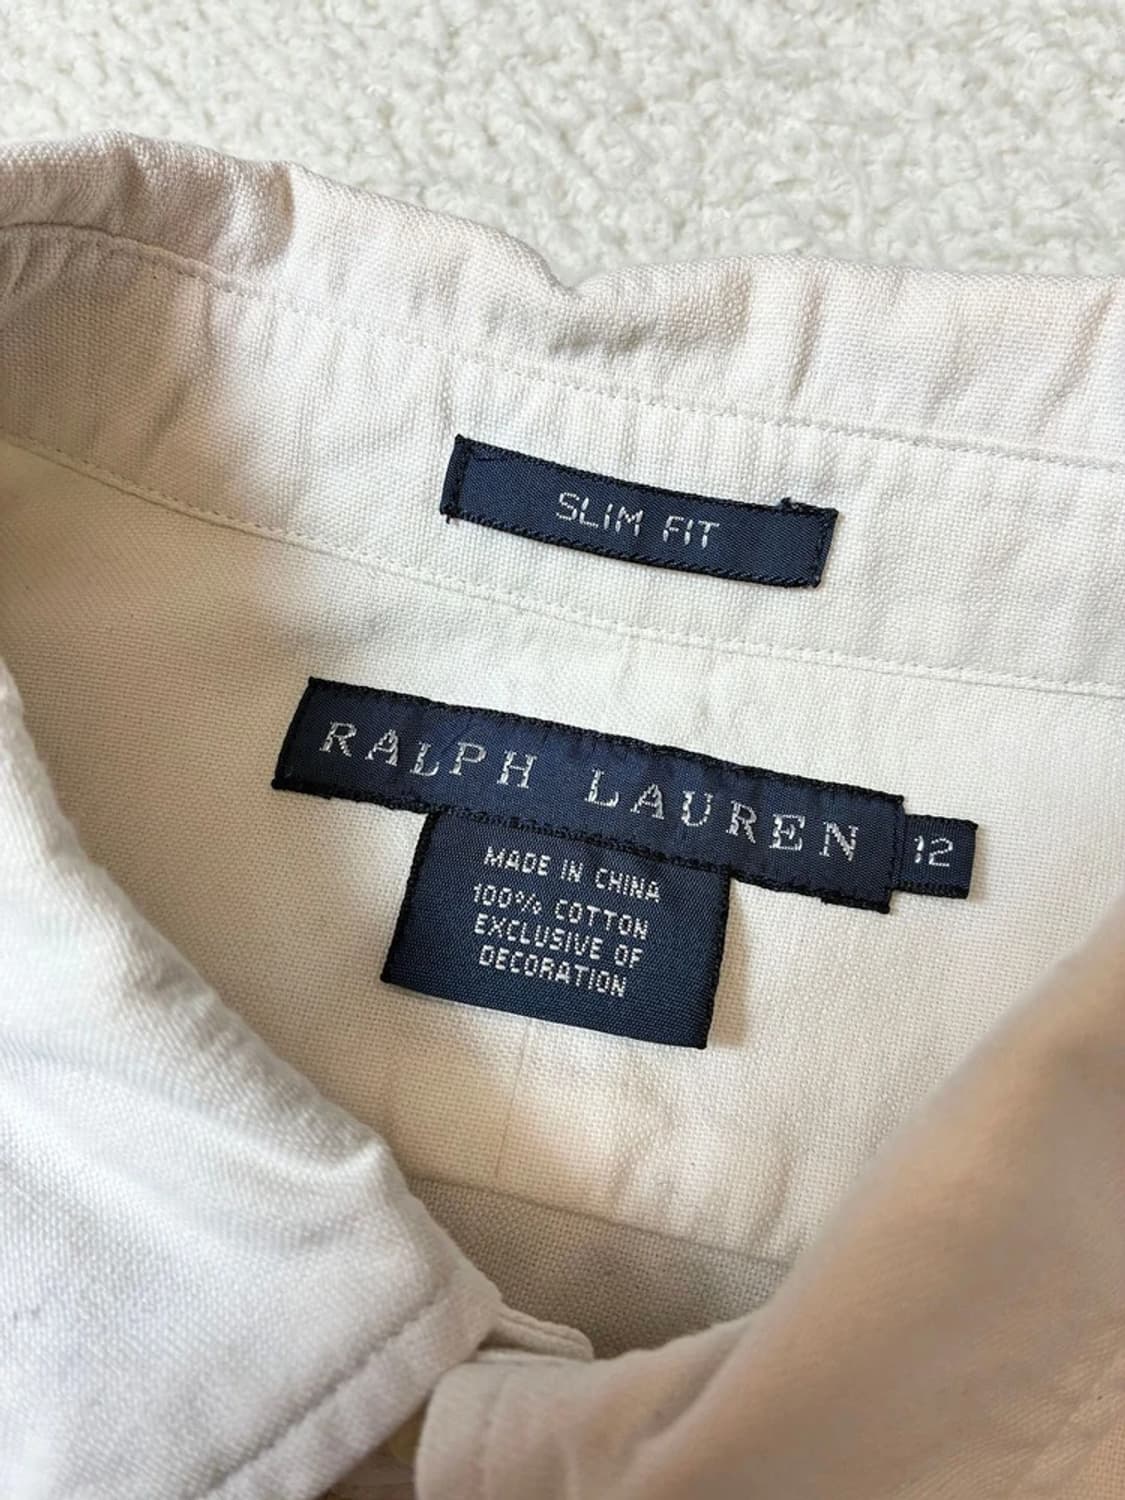 SLIM FIT
RALPH LAUREN
12
MADE IN CHINA
100% COTTON
EXCLUSIVE OF
DECORATION